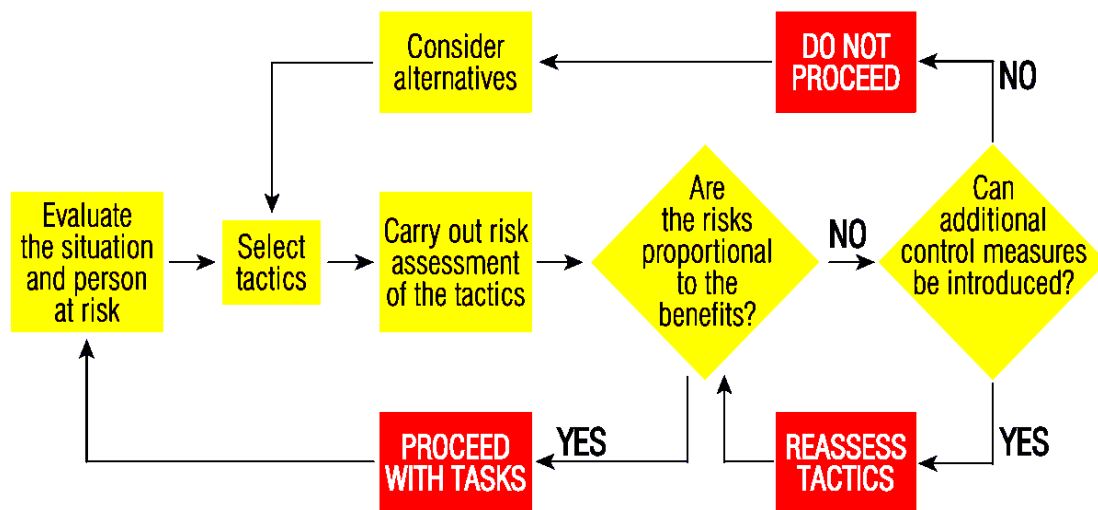 Consider
alternatives
DO NOT
PROCEED
NO
Evaluate
the situation
and person
at risk
Select
tactics
Carry out risk
assessment
of the tactics
Are
the risks
proportional
to the
benefits?
NO
Can
additional
control measures
be introduced?
PROCEED
WITH TASKS
YES
REASSESS
TACTICS
YES